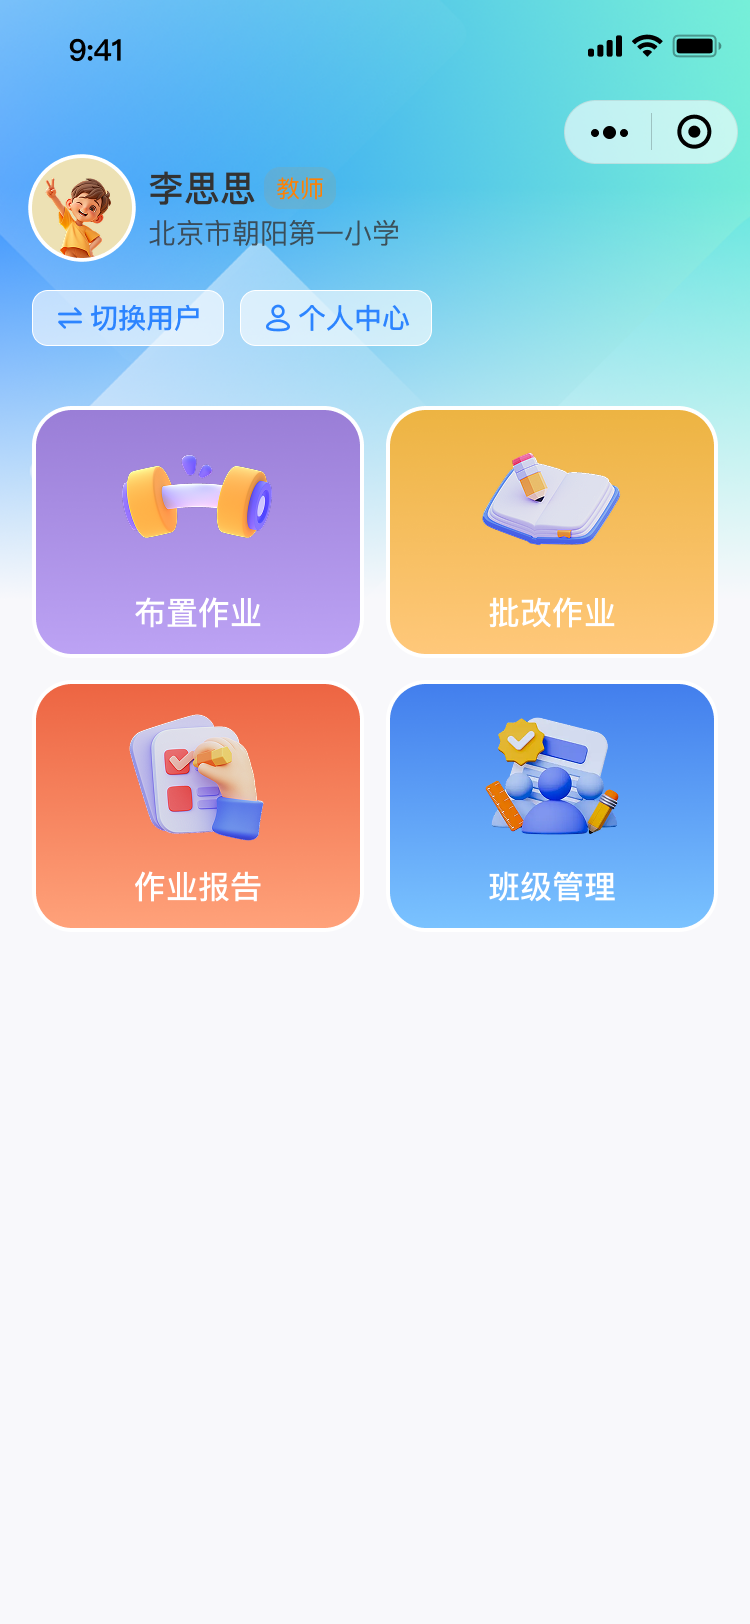 9:41
李思思 教师
北京市朝阳第一小学
切换用户 个人中心
布置作业 批改作业
作业报告 班级管理